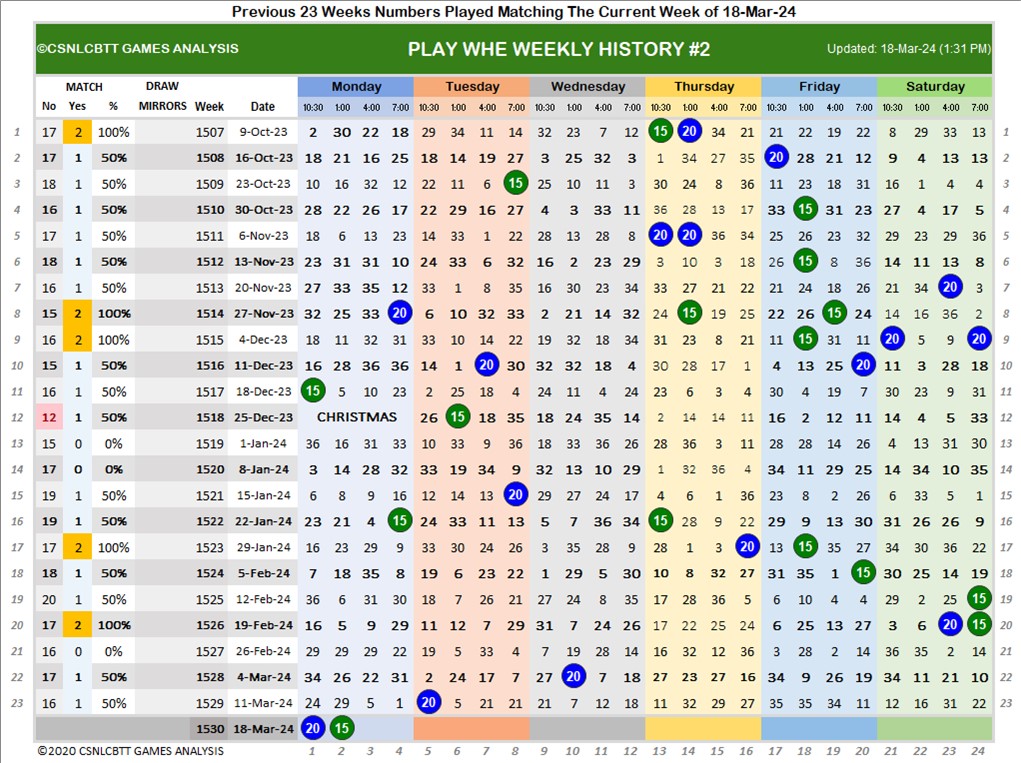 Previous 23 Weeks Numbers Played Matching The Current Week of 18-Mar-24
©CSNLCBTT GAMES ANALYSIS PLAY WHE WEEKLY HISTORY #2 Updated: 18-Mar-24 (1:31 PM)
MATCH DRAW Monday Tuesday Wednesday Thursday Friday Saturday
No Yes % MIRRORS Week Date 10:30 1:00 4:00 7:00 10:30 1:00 4:00 7:00 10:30 1:00 4:00 7:00 10:30 1:00 4:00 7:00 10:30 1:00 4:00 7:00 10:30 1:00 4:00 7:00
1 17 2 100% 1507 9-Oct-23 2 30 22 18 29 34 11 14 32 23 7 12 15 20 34 21 21 22 19 22 8 29 33 13 1
2 17 1 50% 1508 16-Oct-23 18 21 16 25 18 14 19 27 3 25 32 3 1 34 27 35 20 28 21 12 9 4 13 13 2
3 18 1 50% 1509 23-Oct-23 10 16 32 12 22 11 6 15 25 10 11 3 30 24 8 36 11 23 18 31 16 1 4 4 3
4 16 1 50% 1510 30-Oct-23 28 22 26 17 22 29 16 27 4 3 33 11 36 28 13 17 33 15 31 23 27 4 17 5 4
5 17 1 50% 1511 6-Nov-23 18 6 13 23 14 33 1 22 28 13 28 8 20 20 36 34 25 26 23 32 29 23 29 36 5
6 18 1 50% 1512 13-Nov-23 23 31 31 10 24 33 6 32 16 2 23 29 3 10 3 18 26 15 8 36 14 11 13 8 6
7 16 1 50% 1513 20-Nov-23 27 33 35 12 33 1 8 35 16 30 23 34 33 27 21 22 21 24 18 26 21 34 20 3 7
8 15 2 100% 1514 27-Nov-23 32 25 33 20 6 10 32 33 2 21 14 32 24 15 19 25 22 26 15 24 14 16 36 2 8
9 16 2 100% 1515 4-Dec-23 18 11 32 31 33 10 14 22 19 9 32 34 31 23 8 21 33 15 31 11 20 5 9 20 9
10 15 1 50% 1516 11-Dec-23 16 28 36 36 14 1 20 30 32 32 18 4 30 28 17 1 4 13 25 20 11 3 28 18 10
11 16 1 50% 1517 18-Dec-23 15 5 10 23 2 25 18 4 24 11 4 24 23 6 3 4 30 4 19 7 30 23 9 31 11
12 12 1 50% 1518 25-Dec-23 CHRISTMAS 26 15 18 35 18 24 35 14 2 14 14 11 16 2 12 11 14 4 5 33 12
13 15 0 0% 1519 1-Jan-24 36 16 31 33 10 33 9 36 18 33 36 26 28 36 3 11 28 28 14 26 4 13 31 30 13
14 17 0 0% 1520 8-Jan-24 3 14 28 32 33 19 34 9 32 13 10 29 1 32 36 4 34 11 29 25 14 34 10 35 14
15 19 1 50% 1521 15-Jan-24 6 8 9 16 12 14 13 20 29 27 24 17 4 6 1 36 23 8 2 26 6 33 5 1 15
16 19 1 50% 1522 22-Jan-24 23 21 4 15 24 33 11 13 5 7 36 34 15 28 9 22 29 9 13 30 31 26 26 9 16
17 17 2 100% 1523 29-Jan-24 16 23 29 9 33 30 24 26 9 35 28 9 28 1 3 20 13 15 35 27 34 30 36 22 17
18 18 1 50% 1524 5-Feb-24 7 18 35 8 19 6 23 22 1 29 5 30 10 8 32 27 31 35 1 15 30 25 14 19 18
19 20 1 50% 1525 12-Feb-24 36 6 31 30 18 7 26 21 27 24 8 35 17 28 36 5 6 10 4 4 29 2 25 15 19
20 17 2 100% 1526 19-Feb-24 16 5 9 29 11 12 7 29 31 7 24 26 17 22 25 24 6 25 13 27 3 6 20 15 20
21 16 0 0% 1527 26-Feb-24 29 29 29 22 19 5 33 4 7 19 28 14 16 32 12 36 3 28 2 14 36 35 2 14 21
22 17 1 50% 1528 4-Mar-24 34 26 22 31 2 24 17 7 27 20 7 18 27 23 27 16 34 9 26 19 34 11 21 10 22
23 16 1 50% 1529 11-Mar-24 24 29 5 1 20 5 21 21 21 7 12 18 11 32 29 27 35 35 34 11 12 16 31 22 23
1530 18-Mar-24 20 15
©2020 CSNLCBTT GAMES ANALYSIS 1 2 3 4 5 6 7 8 9 10 11 12 13 14 15 16 17 18 19 20 21 22 23 24